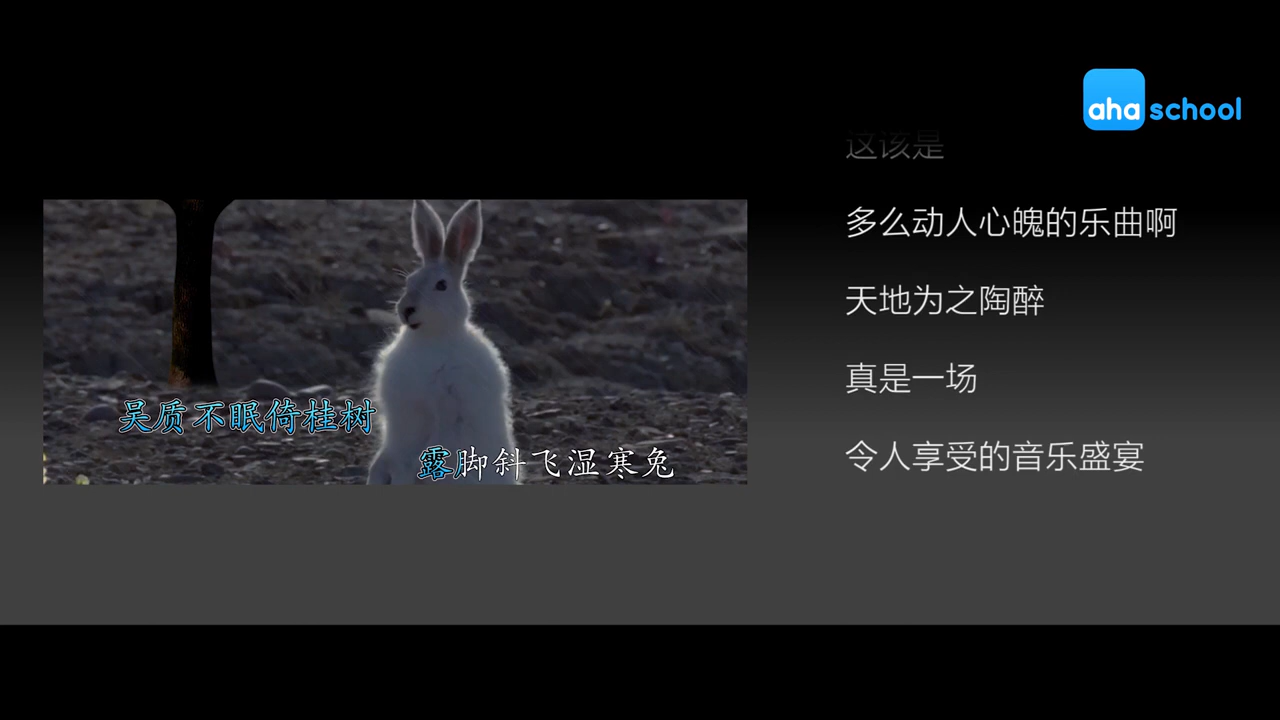 aha school
这该是
多么动人心魄的乐曲啊
天地为之陶醉
真是一场
令人享受的音乐盛宴
吴质不眠倚桂树
露脚斜飞湿寒兔